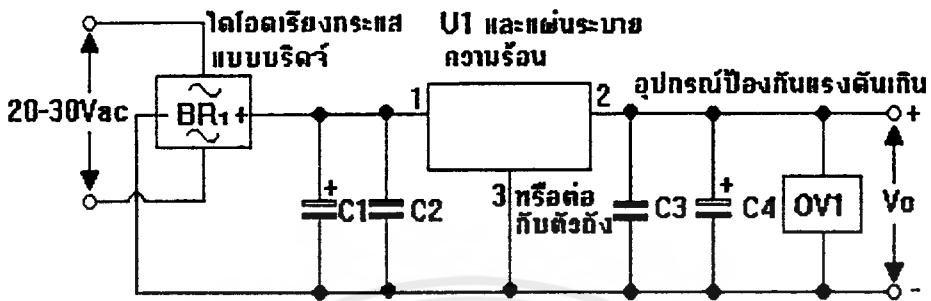 ไดโอดเรียงกระแส
แบบบริดจ์
U1 และแผ่นระบาย
ความร้อน
อุปกรณ์ป้องกันแรงดันเกิน
20-30Vac
BR1
+
1
2
+
+
C1
C2
3 หรือต่อ
กับตัวถัง
C3
+
C4
OV1
Vo
-